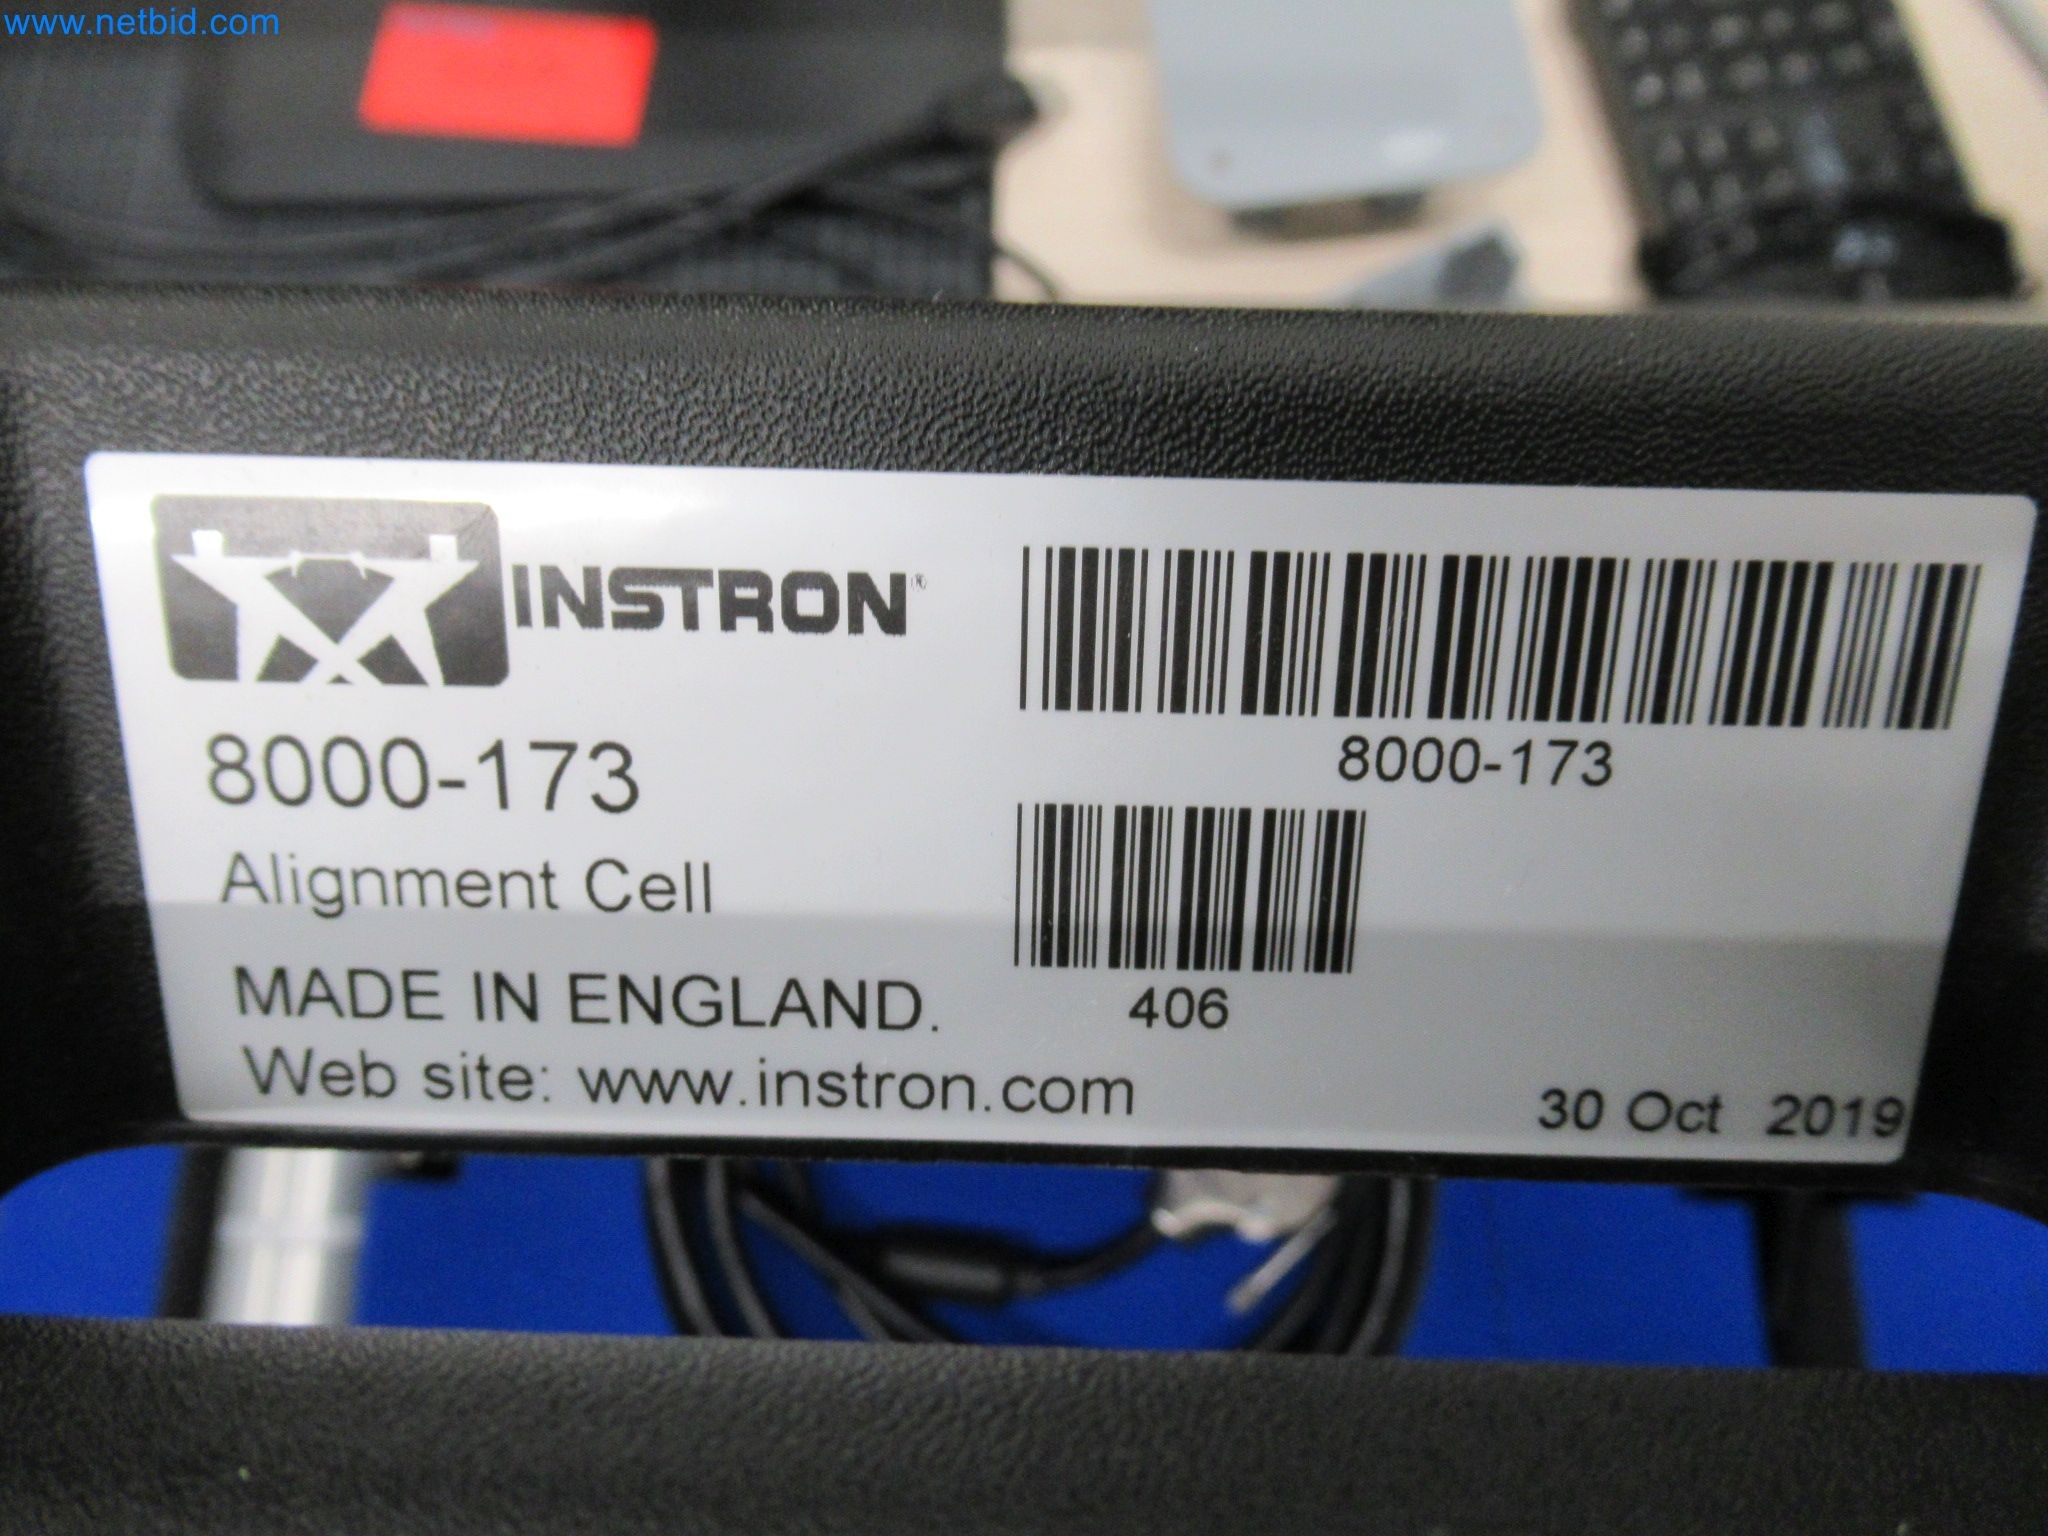 www.netbid.com
INSTRON®
8000-173
8000-173
Alignment Cell
406
MADE IN ENGLAND.
Web site: www.instron.com
30 Oct 2019